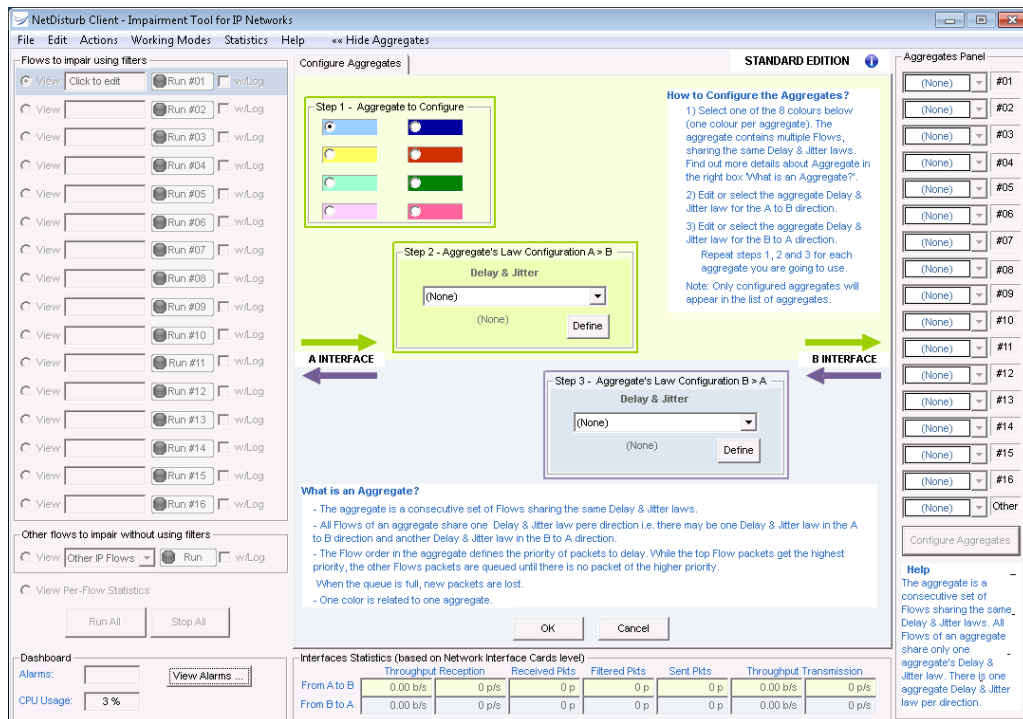 NetDisturb Client - Impairment Tool for IP Networks
File Edit Actions Working Modes Statistics Help «« Hide Aggregates
Flows to impair using filters
View Click to edit Run #01 w/Log
View Run #02 w/Log
View Run #03 w/Log
View Run #04 w/Log
View Run #05 w/Log
View Run #06 w/Log
View Run #07 w/Log
View Run #08 w/Log
View Run #09 w/Log
View Run #10 w/Log
View Run #11 w/Log
View Run #12 w/Log
View Run #13 w/Log
View Run #14 w/Log
View Run #15 w/Log
View Run #16 w/Log
Other flows to impair without using filters
View Other IP Flows Run w/Log
View Per-Flow Statistics
Run All Stop All
Dashboard
Alarms: View Alarms ...
CPU Usage: 3 %
Configure Aggregates
STANDARD EDITION
Step 1 - Aggregate to Configure
How to Configure the Aggregates?
1) Select one of the 8 colours below
(one colour per aggregate). The
aggregate contains multiple Flows,
sharing the same Delay & Jitter laws.
Find out more details about Aggregate in
the right box 'What is an Aggregate?'.
2) Edit or select the aggregate Delay &
Jitter law for the A to B direction.
3) Edit or select the aggregate Delay &
Jitter law for the B to A direction.
Repeat steps 1, 2 and 3 for each
aggregate you are going to use.
Note: Only configured aggregates will
appear in the list of aggregates.
Step 2 - Aggregate's Law Configuration A > B
Delay & Jitter
(None)
(None)
Define
A INTERFACE
B INTERFACE
Step 3 - Aggregate's Law Configuration B > A
Delay & Jitter
(None)
(None)
Define
What is an Aggregate?
- The aggregate is a consecutive set of Flows sharing the same Delay & Jitter laws.
- All Flows of an aggregate share one Delay & Jitter law pere direction i.e. there may be one Delay & Jitter law in the A
to B direction and another Delay & Jitter law in the B to A direction.
- The Flow order in the aggregate defines the priority of packets to delay. While the top Flow packets get the highest
priority, the other Flows packets are queued until there is no packet of the higher priority.
When the queue is full, new packets are lost.
- One color is related to one aggregate.
OK Cancel
Interfaces Statistics (based on Network Interface Cards level)
Throughput Reception Received Pkts Filtered Pkts Sent Pkts Throughput Transmission
From A to B 0.00 b/s 0 p/s 0 p 0 p 0 p 0.00 b/s 0 p/s
From B to A 0.00 b/s 0 p/s 0 p 0 p 0 p 0.00 b/s 0 p/s
Aggregates Panel
(None) #01
(None) #02
(None) #03
(None) #04
(None) #05
(None) #06
(None) #07
(None) #08
(None) #09
(None) #10
(None) #11
(None) #12
(None) #13
(None) #14
(None) #15
(None) #16
(None) Other
Configure Aggregates
Help
The aggregate is a
consecutive set of
Flows sharing the same
Delay & Jitter laws. All
Flows of an aggregate
share only one
aggregate's Delay &
Jitter law. There is one
aggregate Delay & Jitter
law per direction.